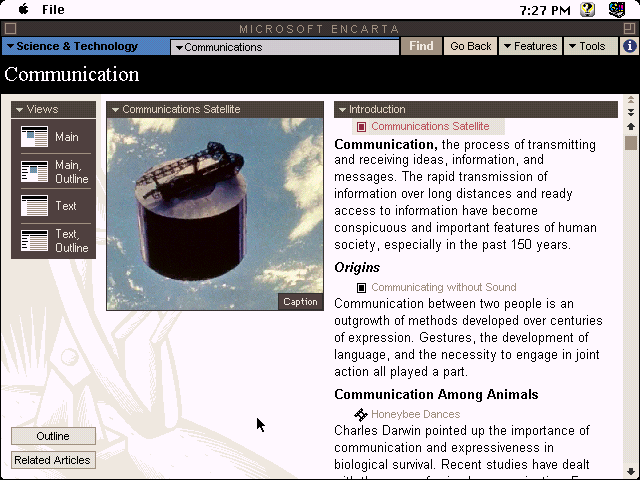 File
7:27 PM
MICROSOFT ENCARTA
Science & Technology
Communications
Find
Go Back
Features
Tools
Communication
Views
Main
Main,
Outline
Text
Text,
Outline
Communications Satellite
Caption
Introduction
Communications Satellite
Communication, the process of transmitting
and receiving ideas, information, and
messages. The rapid transmission of
information over long distances and ready
access to information have become
conspicuous and important features of human
society, especially in the past 150 years.
Origins
Communicating without Sound
Communication between two people is an
outgrowth of methods developed over centuries
of expression. Gestures, the development of
language, and the necessity to engage in joint
action all played a part.
Communication Among Animals
Honeybee Dances
Charles Darwin pointed up the importance of
communication and expressiveness in
biological survival. Recent studies have dealt
Outline
Related Articles